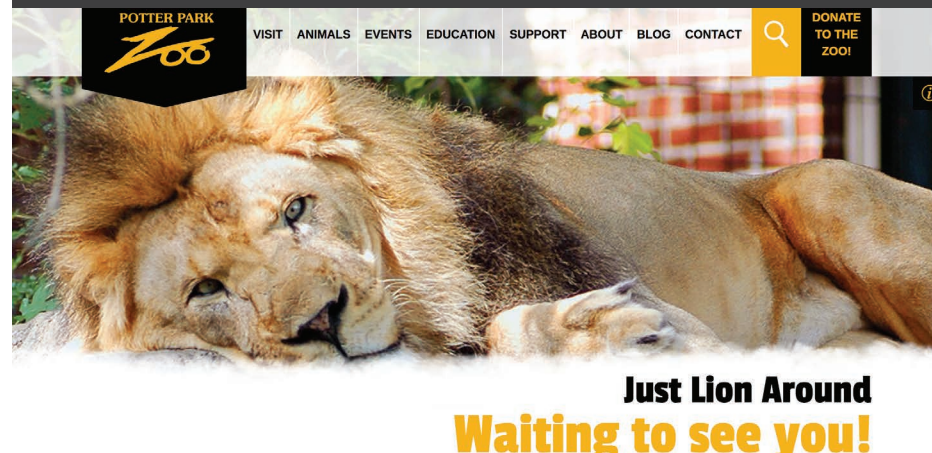 POTTER PARK
ZOO
VISIT ANIMALS EVENTS EDUCATION SUPPORT ABOUT BLOG CONTACT
DONATE
TO THE
ZOO!
i
Just Lion Around
Waiting to see you!